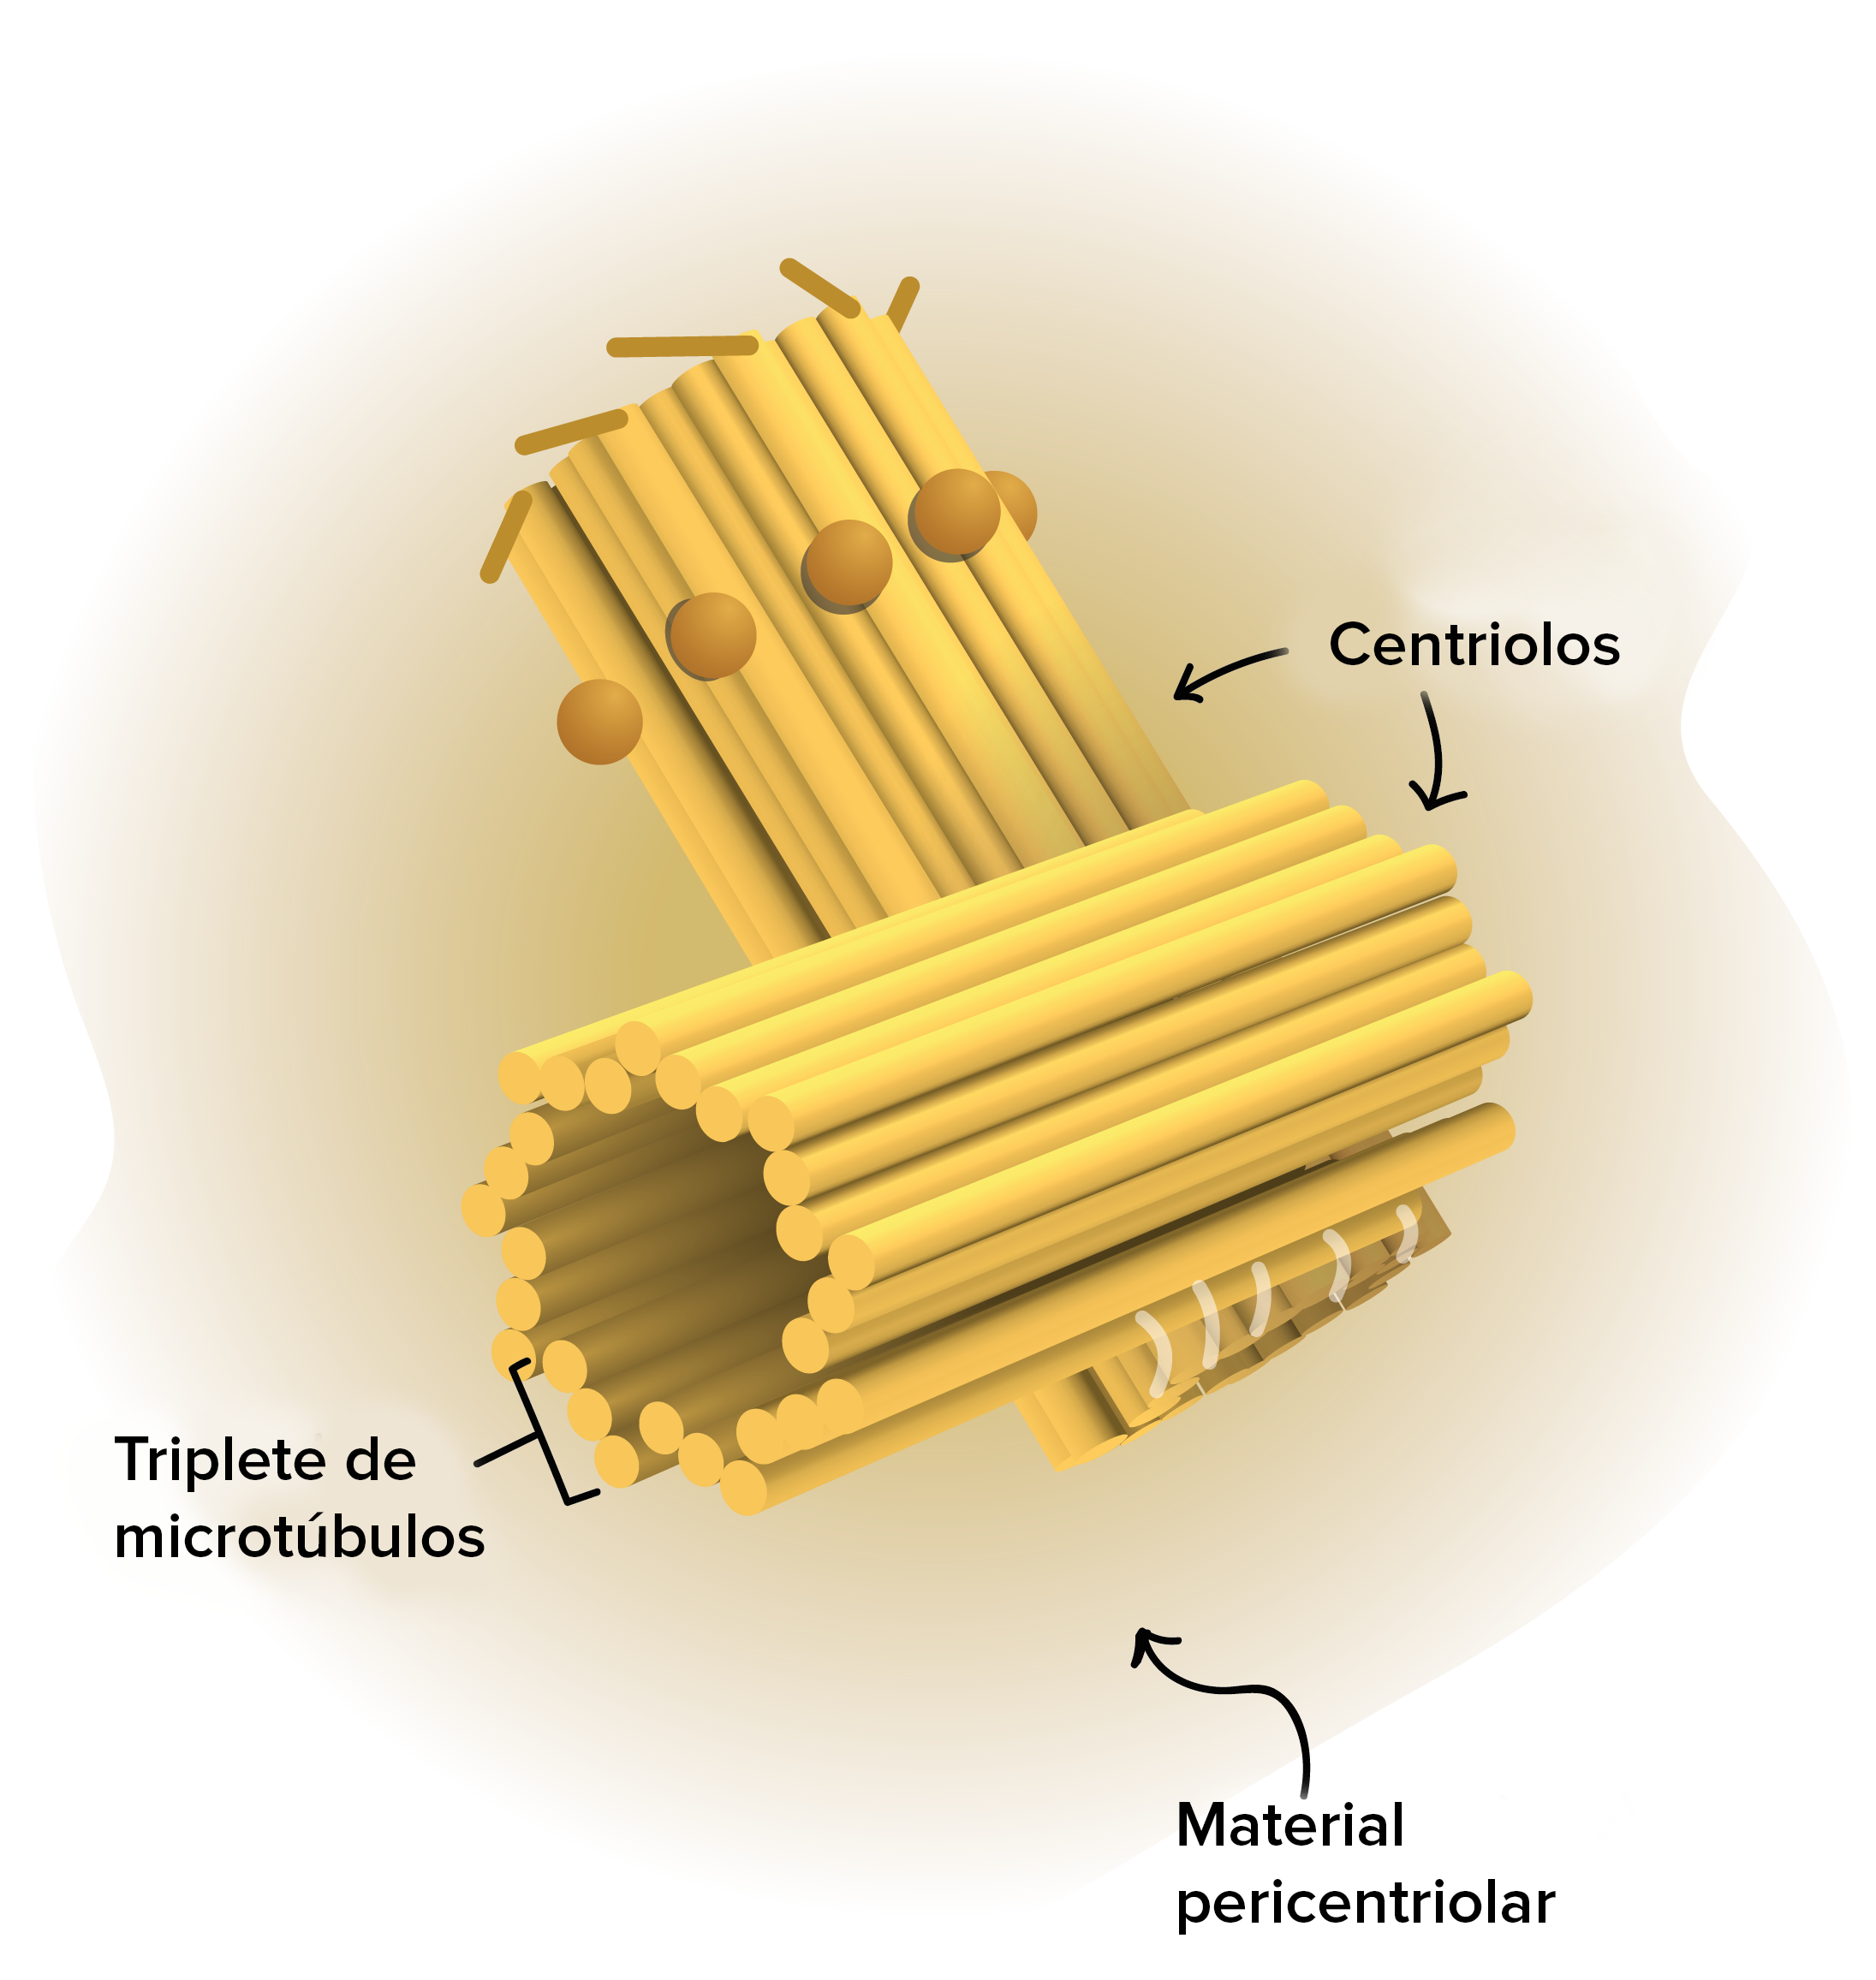 Centriolos
Triplete de
microtúbulos
Material
pericentriolar